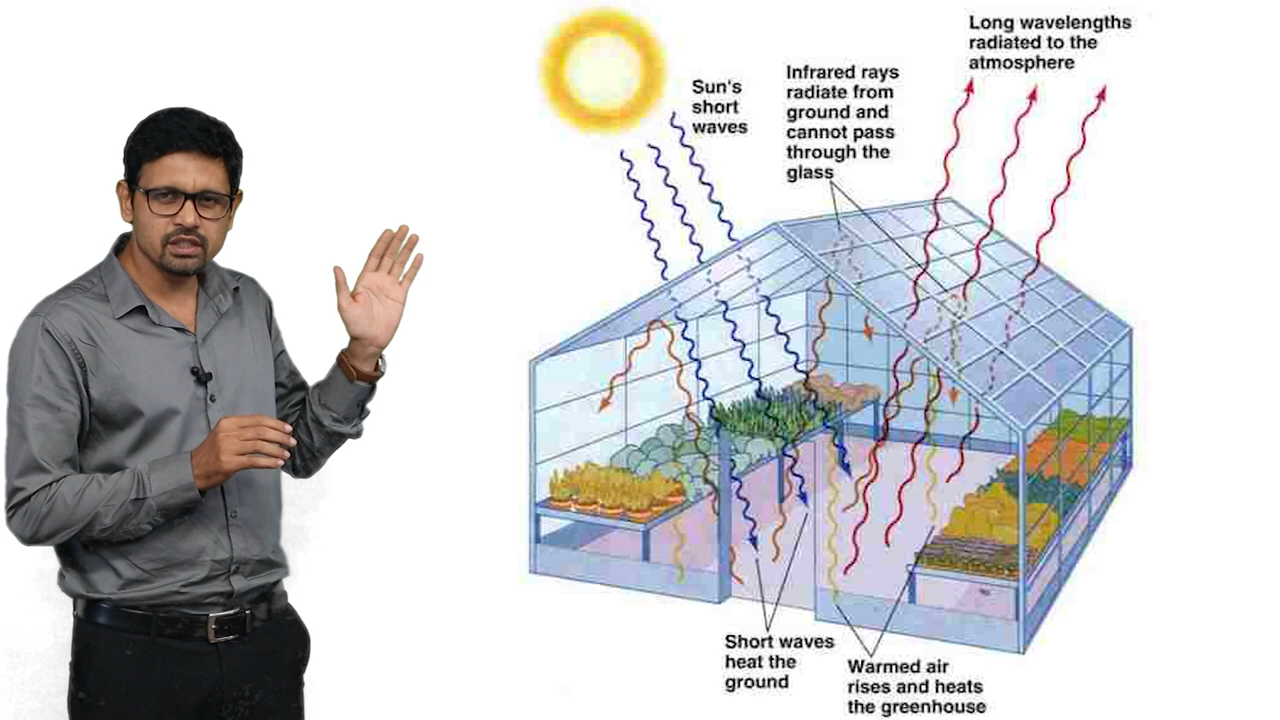 Sun's
short
waves
Infrared rays
radiate from
ground and
cannot pass
through the
glass
Long wavelengths
radiated to the
atmosphere
Short waves
heat the
ground
Warmed air
rises and heats
the greenhouse